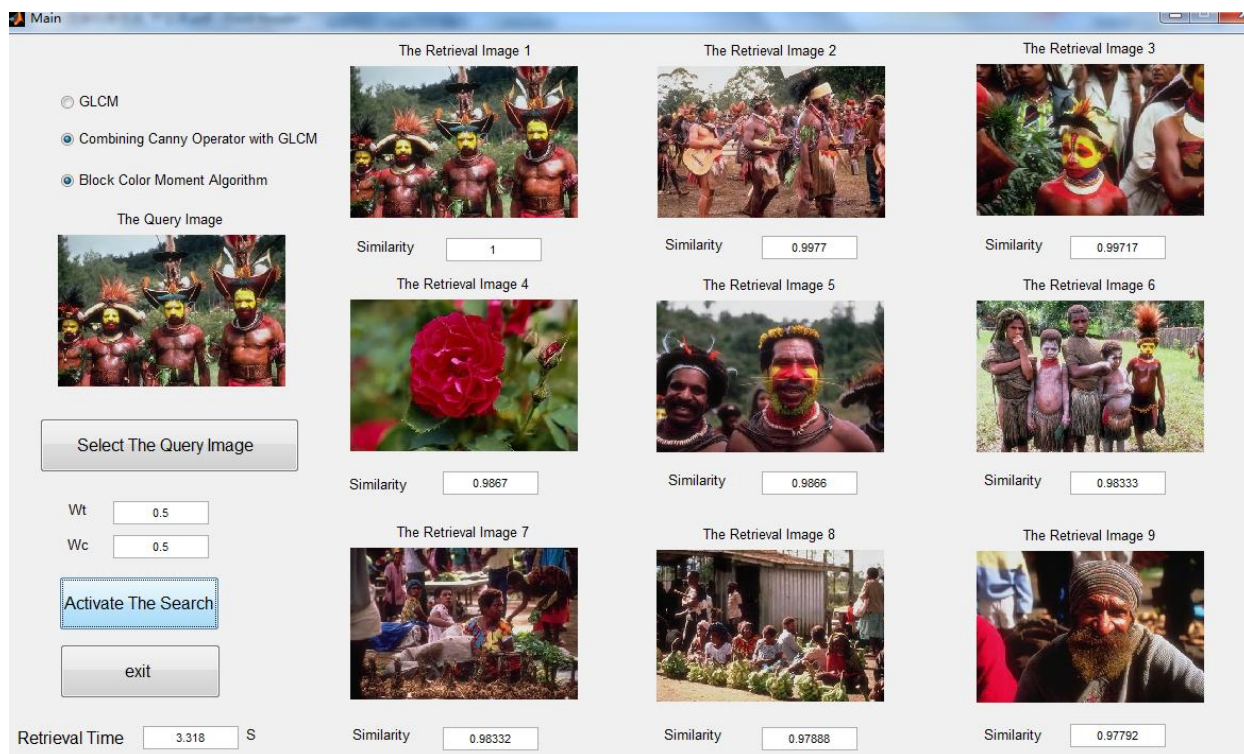 Main
GLCM
Combining Canny Operator with GLCM
Block Color Moment Algorithm
The Query Image
Select The Query Image
Wt 0.5
Wc 0.5
Activate The Search
exit
Retrieval Time 3.318 S
The Retrieval Image 1
Similarity 1
The Retrieval Image 2
Similarity 0.9977
The Retrieval Image 3
Similarity 0.99717
The Retrieval Image 4
Similarity 0.9867
The Retrieval Image 5
Similarity 0.9866
The Retrieval Image 6
Similarity 0.98333
The Retrieval Image 7
Similarity 0.98332
The Retrieval Image 8
Similarity 0.97888
The Retrieval Image 9
Similarity 0.97792